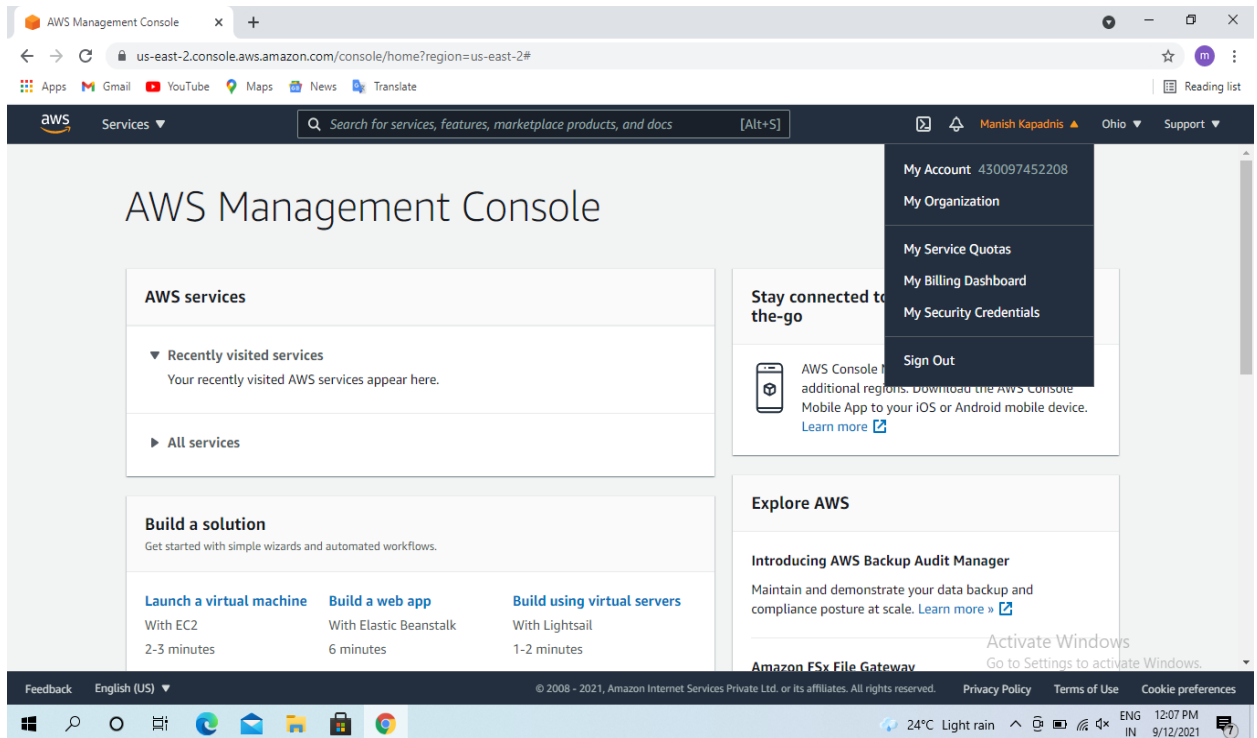 AWS Management Console
us-east-2.console.aws.amazon.com/console/home?region=us-east-2#
m
Apps Gmail YouTube Maps News Translate Reading list
aws Services Search for services, features, marketplace products, and docs [Alt+S] Manish Kapadnis Ohio Support
My Account 430097452208
My Organization
My Service Quotas
My Billing Dashboard
My Security Credentials
Sign Out
AWS Management Console
AWS services
Recently visited services
Your recently visited AWS services appear here.
All services
Stay connected to
the-go
AWS Console
additional regions. Download the AWS Console
Mobile App to your iOS or Android mobile device.
Learn more
Build a solution
Get started with simple wizards and automated workflows.
Launch a virtual machine
With EC2
2-3 minutes
Build a web app
With Elastic Beanstalk
6 minutes
Build using virtual servers
With Lightsail
1-2 minutes
Explore AWS
Introducing AWS Backup Audit Manager
Maintain and demonstrate your data backup and
compliance posture at scale. Learn more »
Amazon FSx File Gateway
Activate Windows
Go to Settings to activate Windows.
Feedback English (US) © 2008 - 2021, Amazon Internet Services Private Ltd. or its affiliates. All rights reserved. Privacy Policy Terms of Use Cookie preferences
24°C Light rain
ENG
IN
12:07 PM
9/12/2021
7